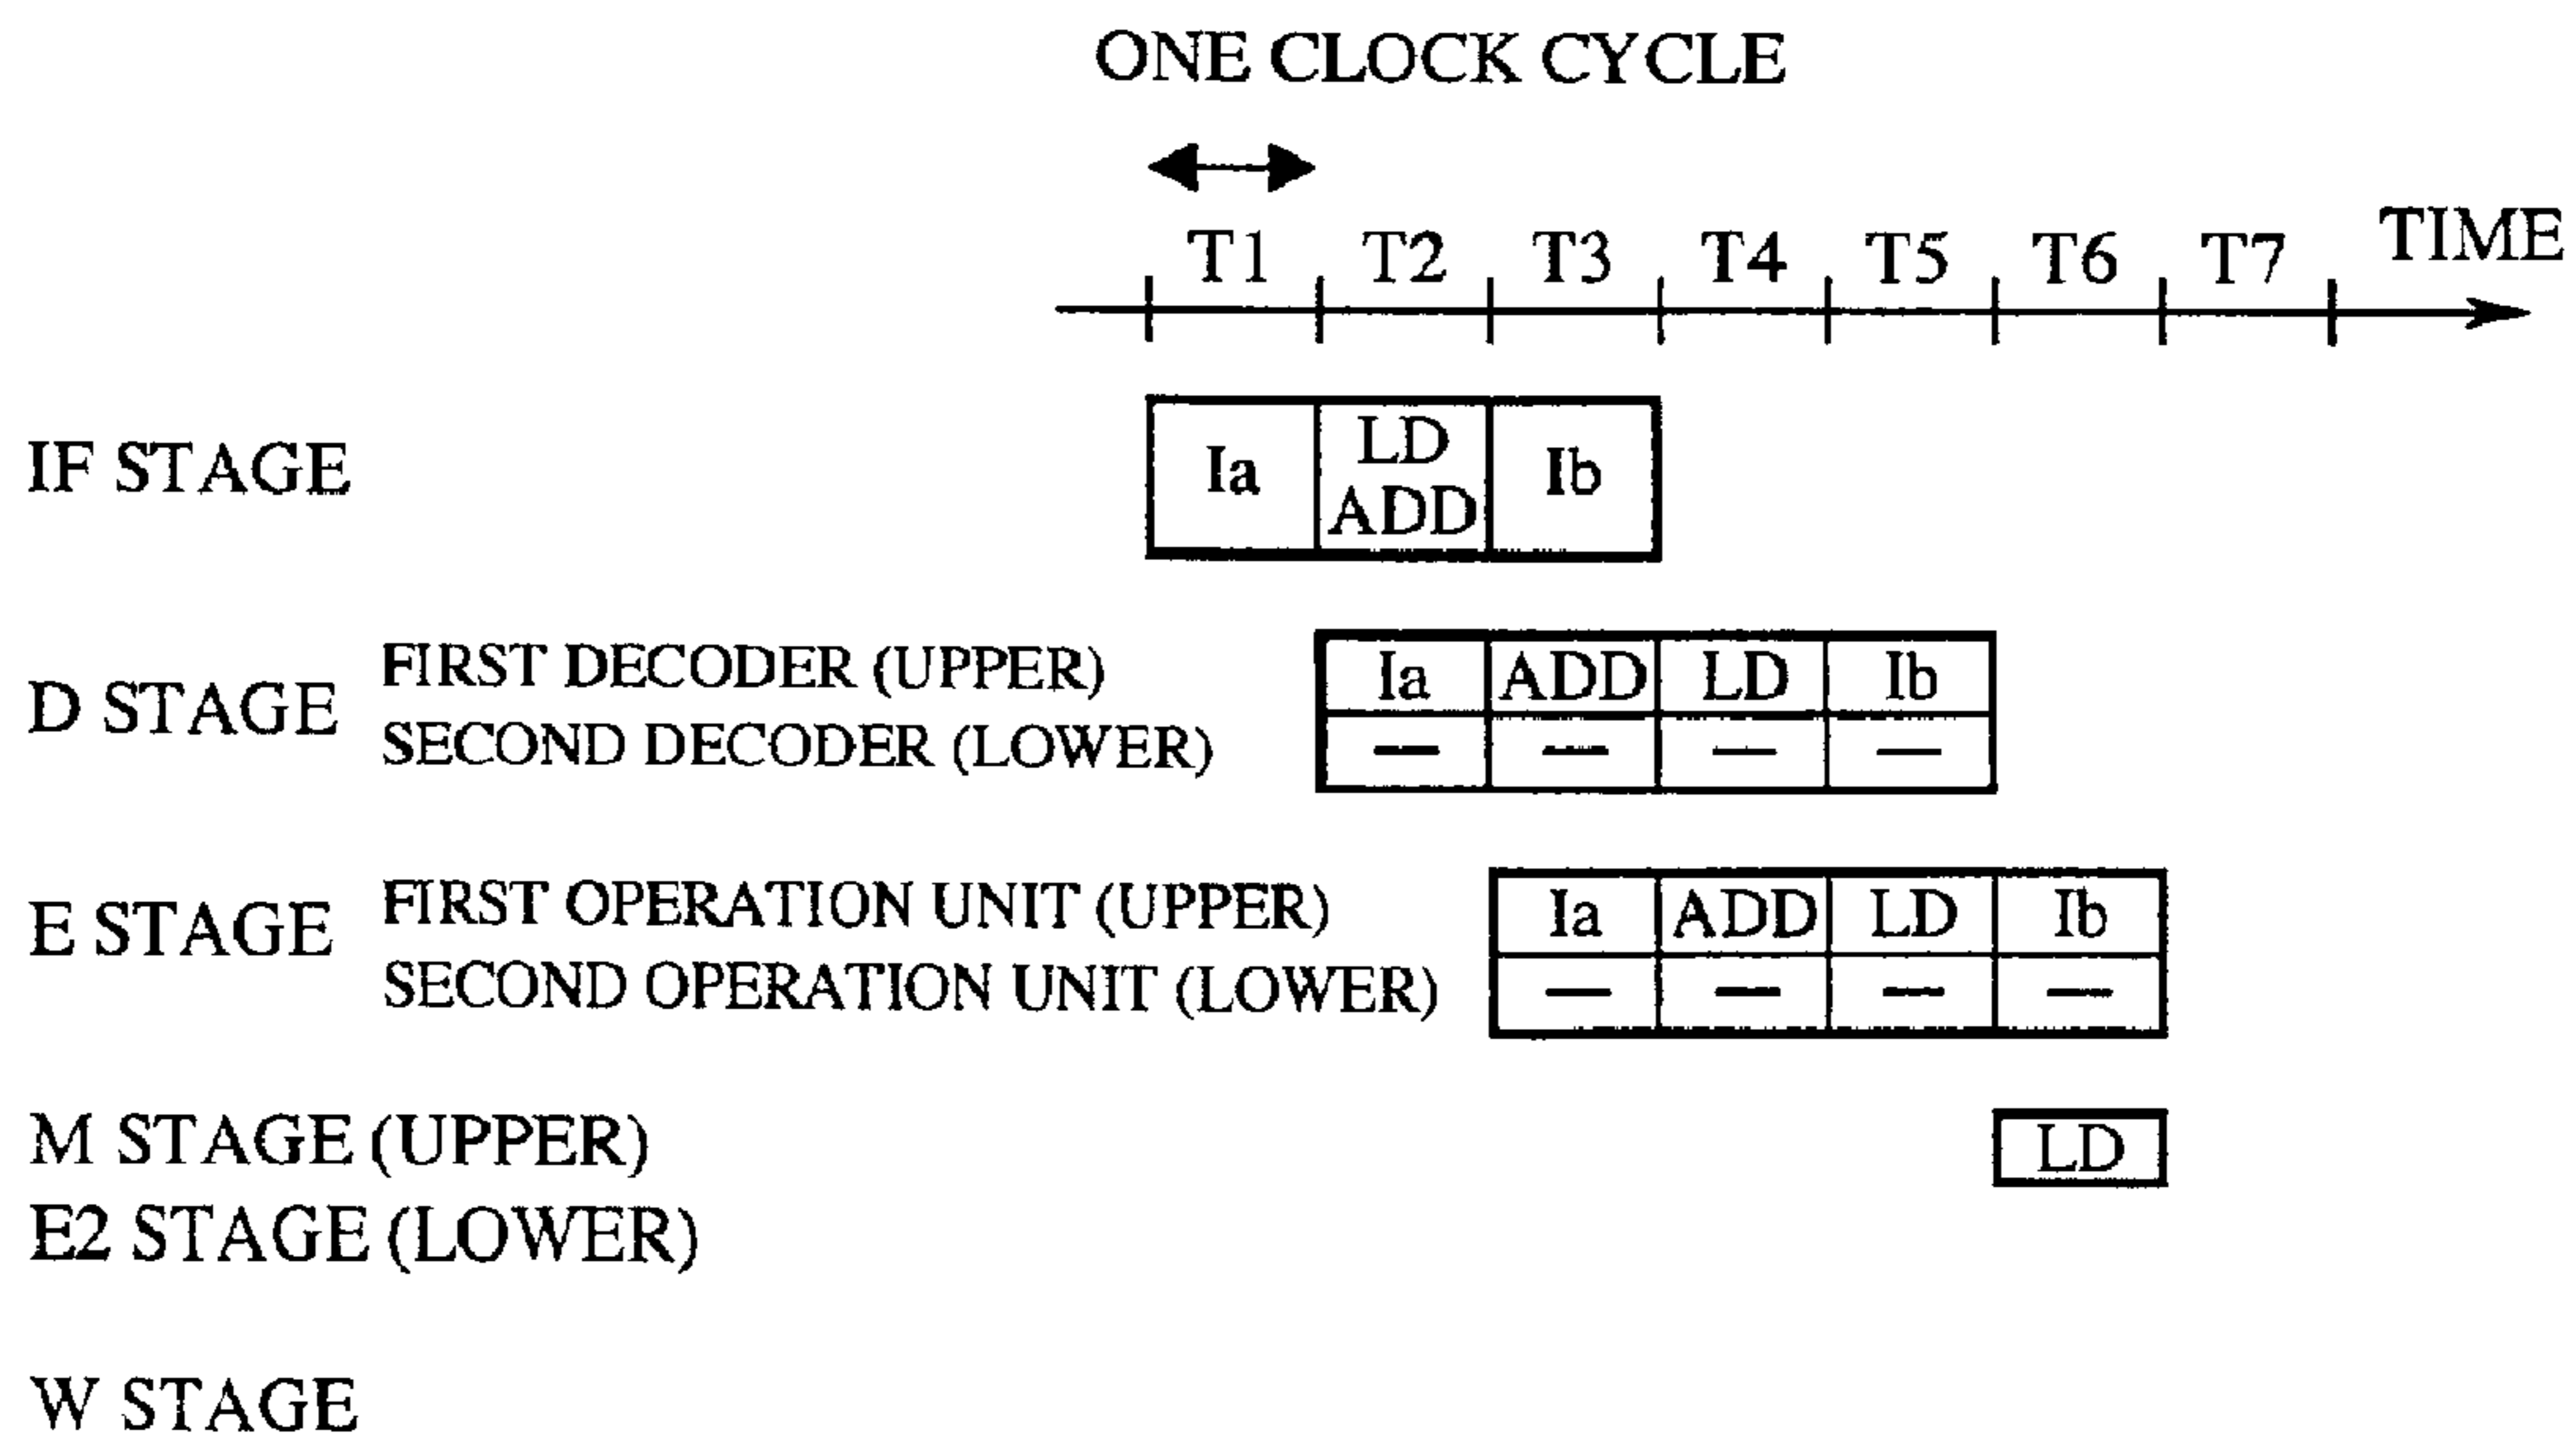 ONE CLOCK CYCLE
T1 T2 T3 T4 T5 T6 T7 TIME
IF STAGE
Ia
LD
ADD
Ib
D STAGE
FIRST DECODER (UPPER)
Ia ADD LD Ib
SECOND DECODER (LOWER)
— — — —
E STAGE
FIRST OPERATION UNIT (UPPER)
Ia ADD LD Ib
SECOND OPERATION UNIT (LOWER)
— — — —
M STAGE (UPPER)
LD
E2 STAGE (LOWER)
W STAGE